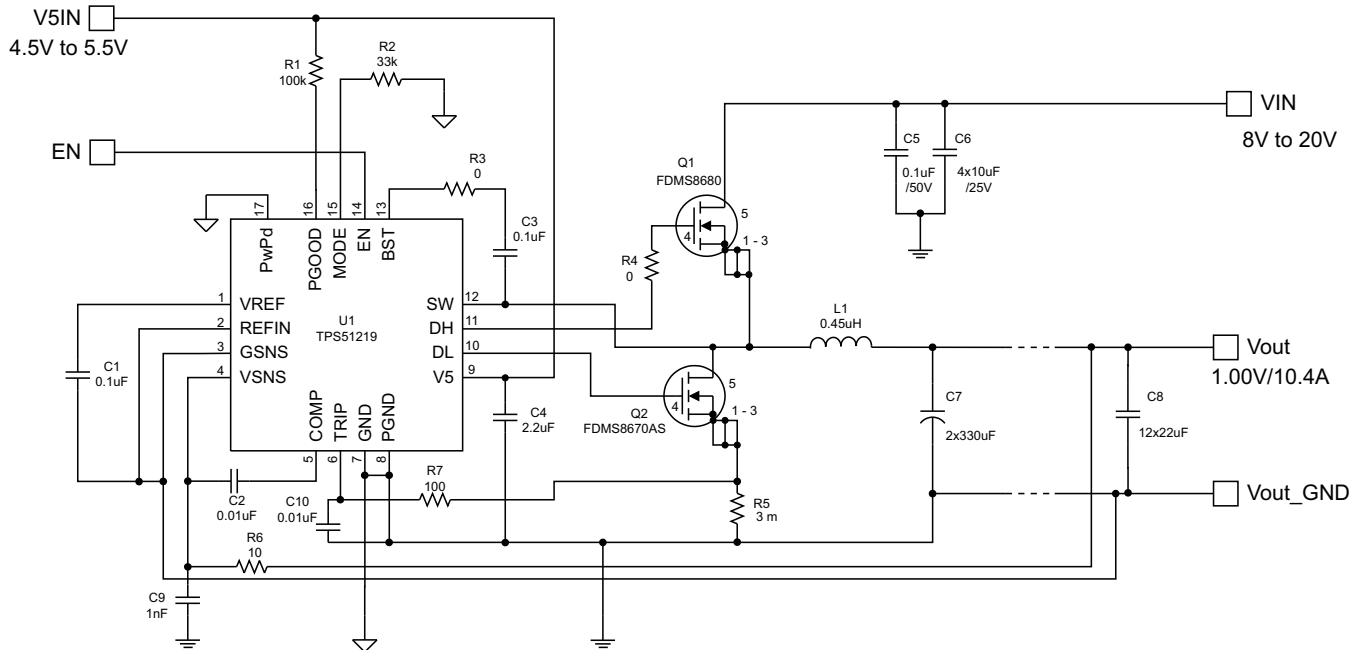 V5IN
4.5V to 5.5V
R1
100k
R2
33k
EN
R3
0
C3
0.1uF
Q1
FDMS8680
5
4
1 - 3
R4
0
C5
0.1uF
/50V
C6
4x10uF
/25V
VIN
8V to 20V
17
16
15
14
13
PwPd
PGOOD
MODE
EN
BST
1
VREF
2
REFIN
3
GSNS
4
VSNS
U1
TPS51219
SW
12
DH
11
DL
10
V5
9
COMP
TRIP
GND
PGND
5
6
7
8
C1
0.1uF
C2
0.01uF
C10
0.01uF
R7
100
C4
2.2uF
Q2
FDMS8670AS
5
4
1 - 3
R5
3 m
L1
0.45uH
C7
2x330uF
C8
12x22uF
Vout
1.00V/10.4A
Vout_GND
R6
10
C9
1nF